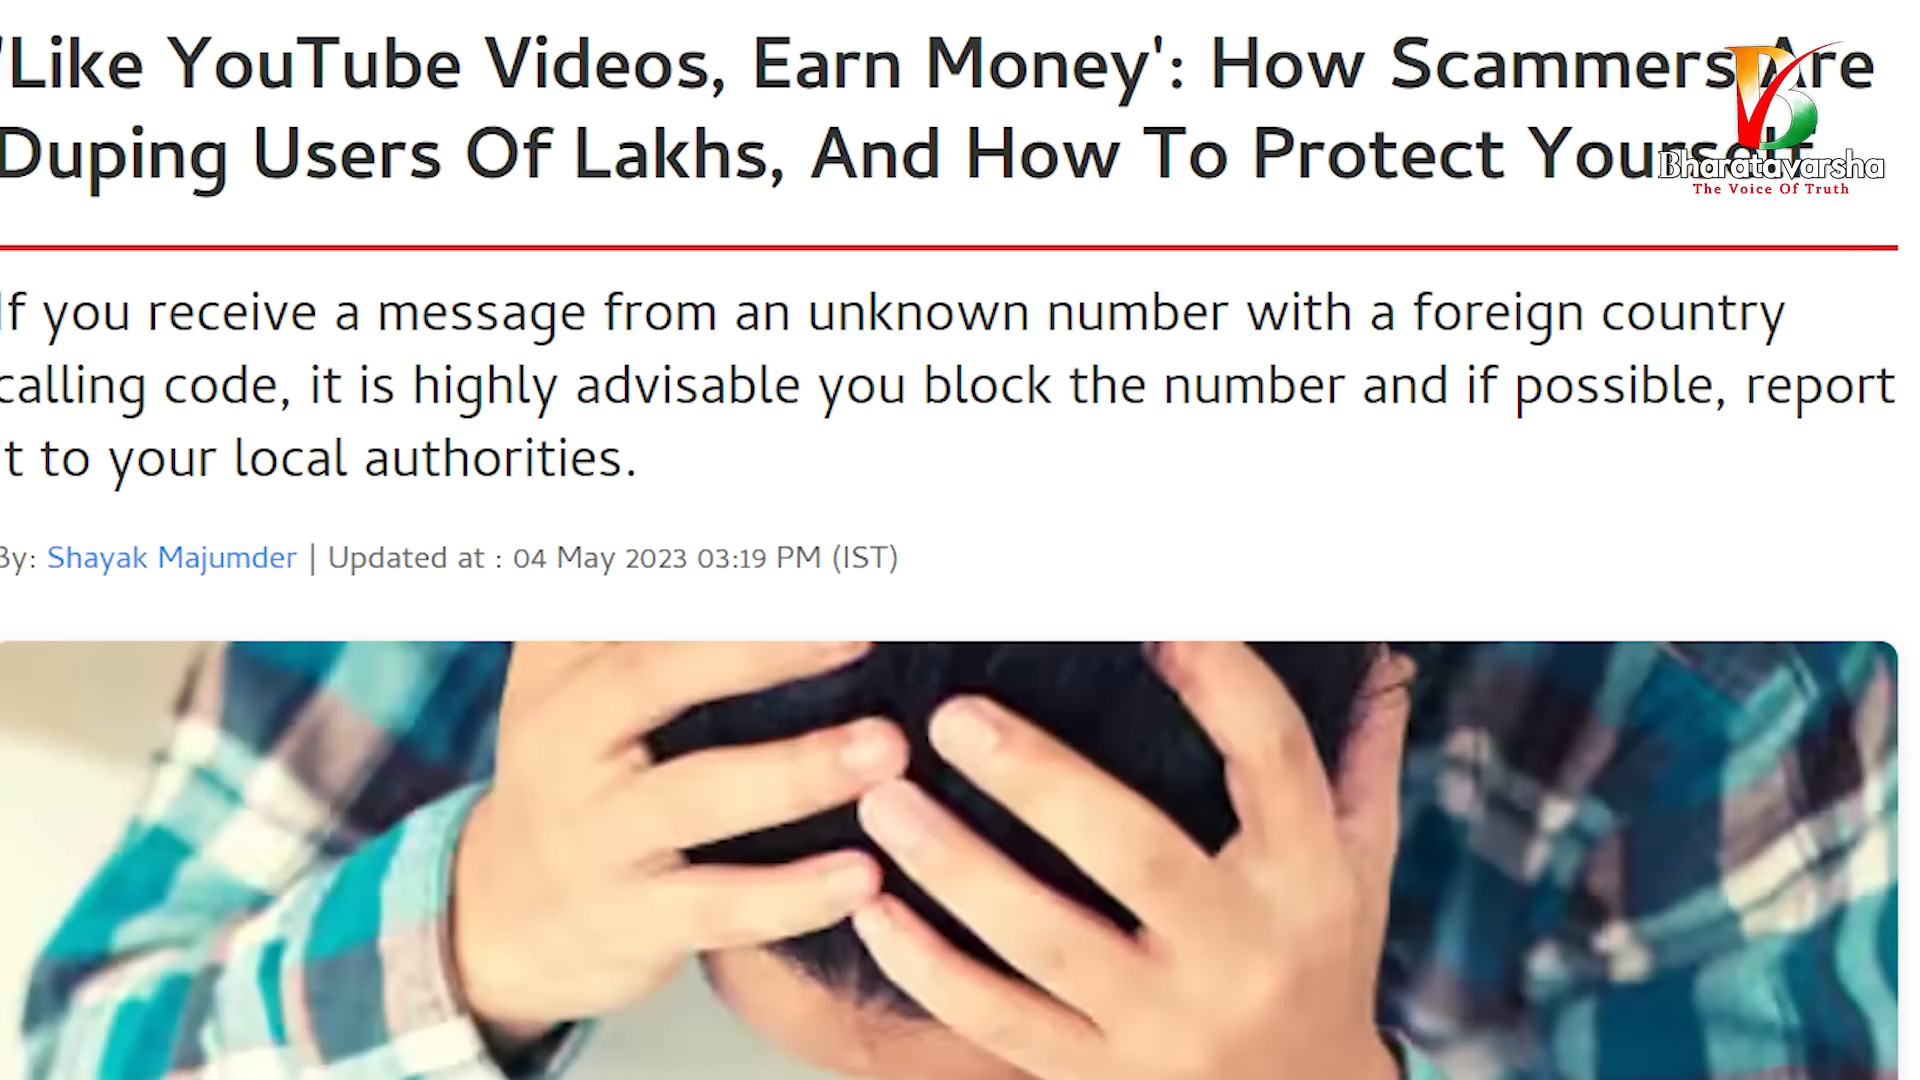 'Like YouTube Videos, Earn Money': How Scammers Are
Duping Users Of Lakhs, And How To Protect Yourself
Bharatavarsha
The Voice Of Truth
If you receive a message from an unknown number with a foreign country
calling code, it is highly advisable you block the number and if possible, report
t to your local authorities.
By: Shayak Majumder | Updated at : 04 May 2023 03:19 PM (IST)